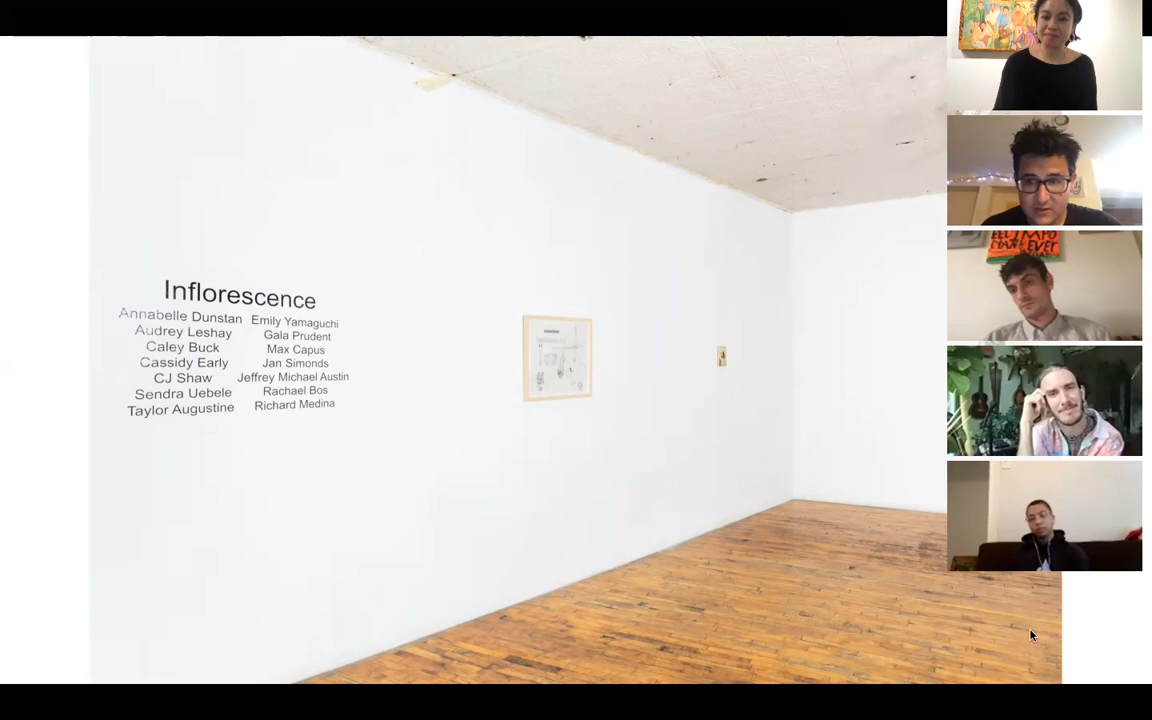 Inflorescence
Annabelle Dunstan
Audrey Leshay
Caley Buck
Cassidy Early
CJ Shaw
Sendra Uebele
Taylor Augustine
Emily Yamaguchi
Gala Prudent
Max Capus
Jan Simonds
Jeffrey Michael Austin
Rachael Bos
Richard Medina
EVER